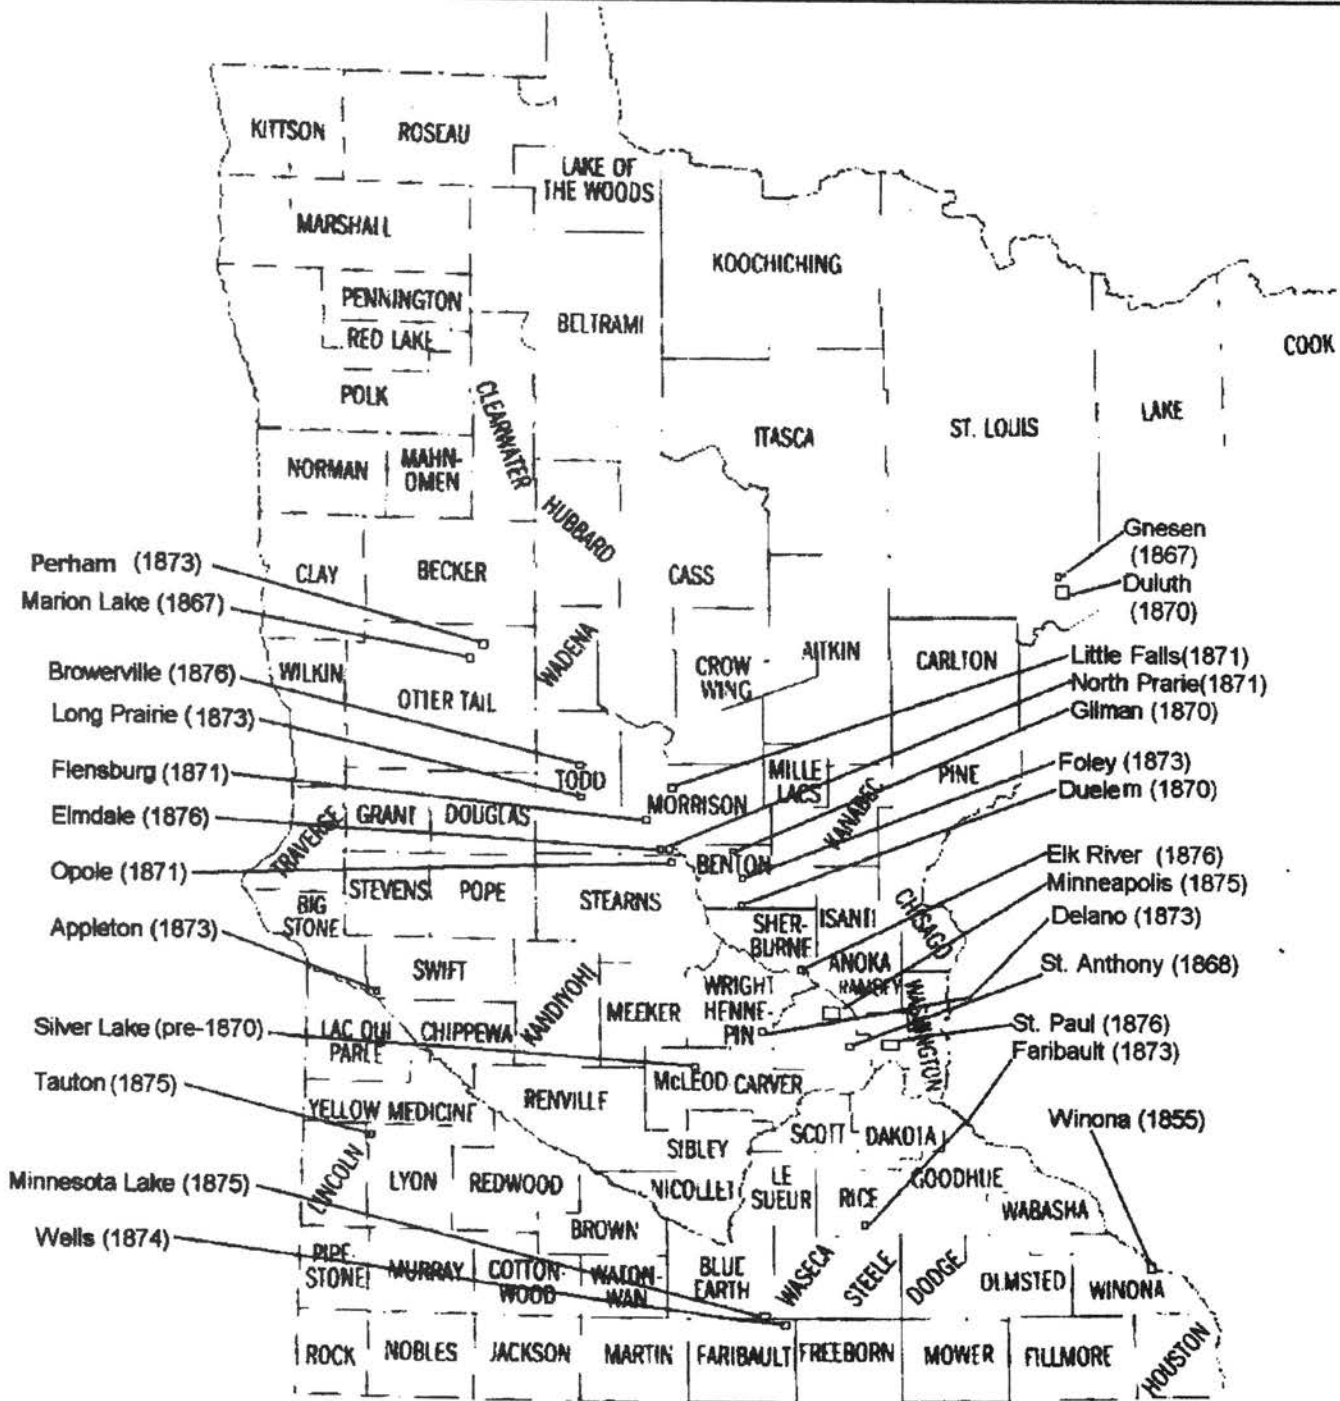 KITTSON
ROSEAU
LAKE OF
THE WOODS
MARSHALL
KOOCHICHING
PENNINGTON
RED LAKE
BELTRAMI
COOK
POLK
CLEARWATER
ITASCA
ST. LOUIS
LAKE
NORMAN
MAHN-
OMEN
HUBBARD
Gnesen
(1867)
Duluth
(1870)
Perham (1873)
CLAY
BECKER
CASS
Marion Lake (1867)
WADENA
AITKIN
CARLTON
Little Falls(1871)
CROW
WING
WILKIN
Browerville (1876)
OTTER TAIL
North Prarie(1871)
Gilman (1870)
Long Prairie (1873)
Flensburg (1871)
TODD
MORRISON
MILLE
LACS
KANABEC
PINE
Foley (1873)
Duelem (1870)
Elmdale (1876)
TRAVERSE
GRANT
DOUGLAS
Opole (1871)
BENTON
Elk River (1876)
STEVENS
POPE
STEARNS
Minneapolis (1875)
BIG
STONE
SHER-
BURNE
ISANTI
CHISAGO
Delano (1873)
Appleton (1873)
SWIFT
KANDIYOHI
MEEKER
WRIGHT
ANOKA
RAMSEY
WASHINGTON
St. Anthony (1868)
HENNE-
PIN
Silver Lake (pre-1870)
LAC QUI
PARLE
CHIPPEWA
St. Paul (1876)
Faribault (1873)
Tauton (1875)
McLEOD
CARVER
RENVILLE
YELLOW MEDICINE
Winona (1855)
SCOTT
DAKOTA
SIBLEY
LINCOLN
LYON
REDWOOD
NICOLLET
LE
SUEUR
RICE
GOODHUE
WABASHA
Minnesota Lake (1875)
Wells (1874)
BROWN
PIPE
STONE
MURRAY
COTTON-
WOOD
WATON-
WAN
BLUE
EARTH
WASECA
STEELE
DODGE
OLMSTED
WINONA
ROCK
NOBLES
JACKSON
MARTIN
FARIBAULT
FREEBORN
MOWER
FILLMORE
HOUSTON